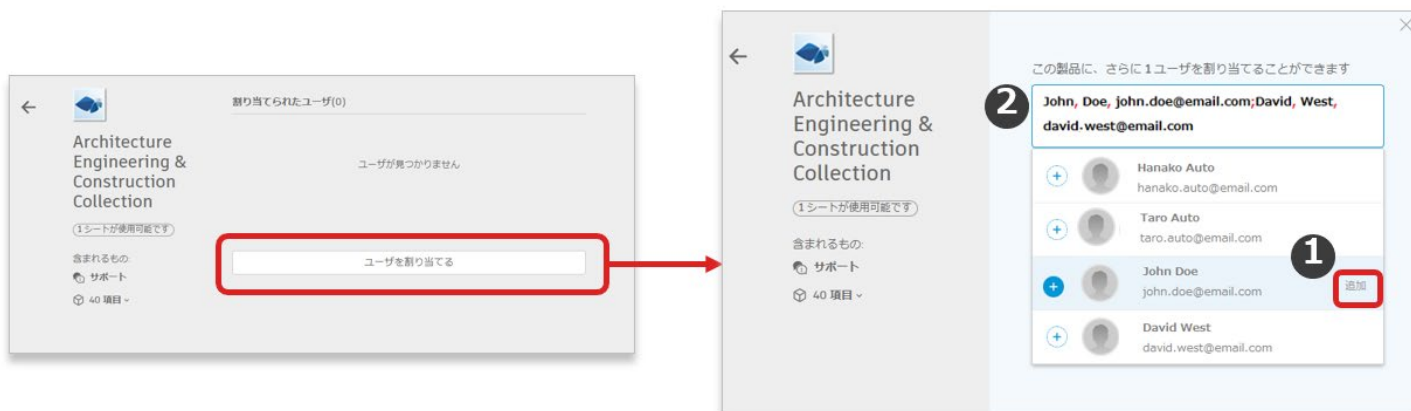 割り当てられたユーザ(0)
Architecture
Engineering &
Construction
Collection
1シートが使用可能です
含まれるもの:
サポート
40 項目
ユーザが見つかりません
ユーザを割り当てる
Architecture
Engineering &
Construction
Collection
1シートが使用可能です
含まれるもの:
サポート
40 項目
この製品に、さらに1ユーザを割り当てることができます
2
John, Doe, john.doe@email.com;David, West,
david.west@email.com
Hanako Auto
hanako.auto@email.com
Taro Auto
taro.auto@email.com
1
John Doe
john.doe@email.com
追加
David West
david.west@email.com